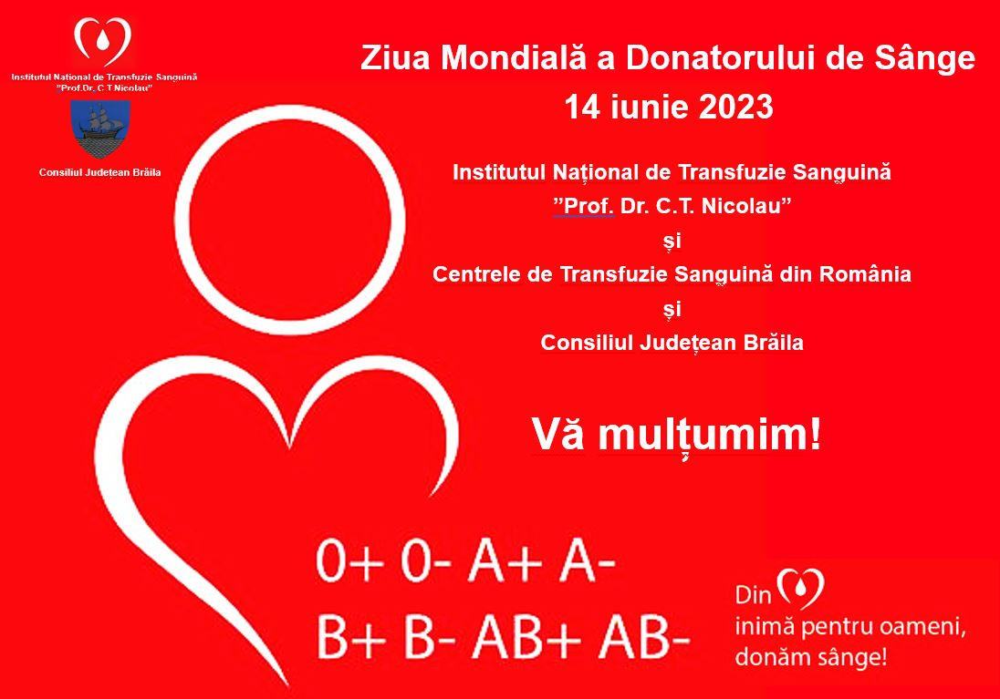 Institutul National de Transfuzie Sanguină
”Prof.Dr. C.T.Nicolau”
Consiliul Județean Brăila
Ziua Mondială a Donatorului de Sânge
14 iunie 2023
Institutul Național de Transfuzie Sanguină
”Prof. Dr. C.T. Nicolau”
și
Centrele de Transfuzie Sanguină din România
și
Consiliul Județean Brăila
Vă mulțumim!
0+ 0- A+ A-
B+ B- AB+ AB-
Din
inimă pentru oameni,
donăm sânge!